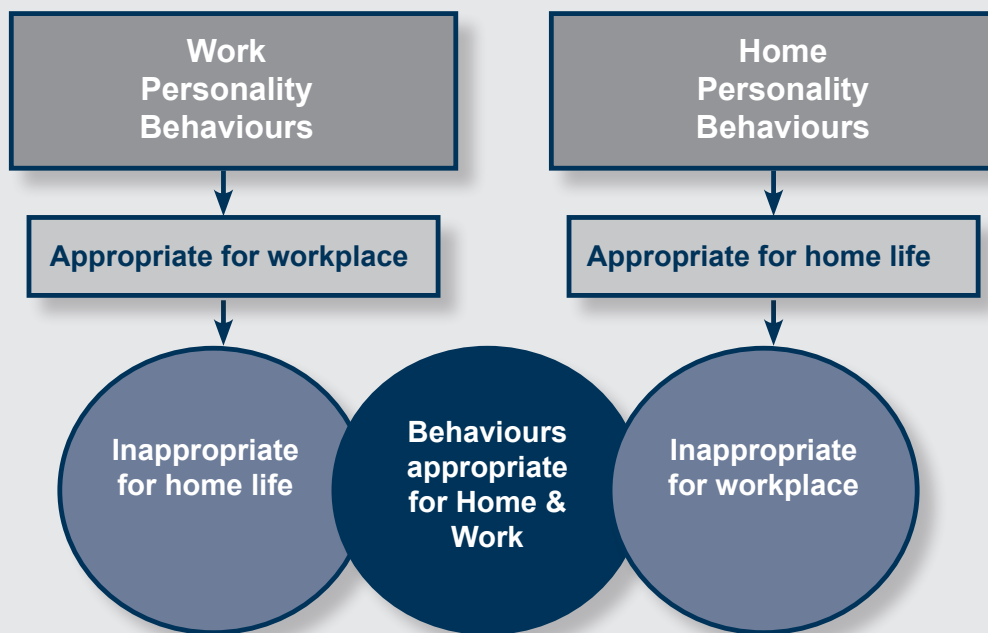 Work
Personality
Behaviours
Home
Personality
Behaviours
Appropriate for workplace
Appropriate for home life
Inappropriate
for home life
Behaviours
appropriate
for Home &
Work
Inappropriate
for workplace